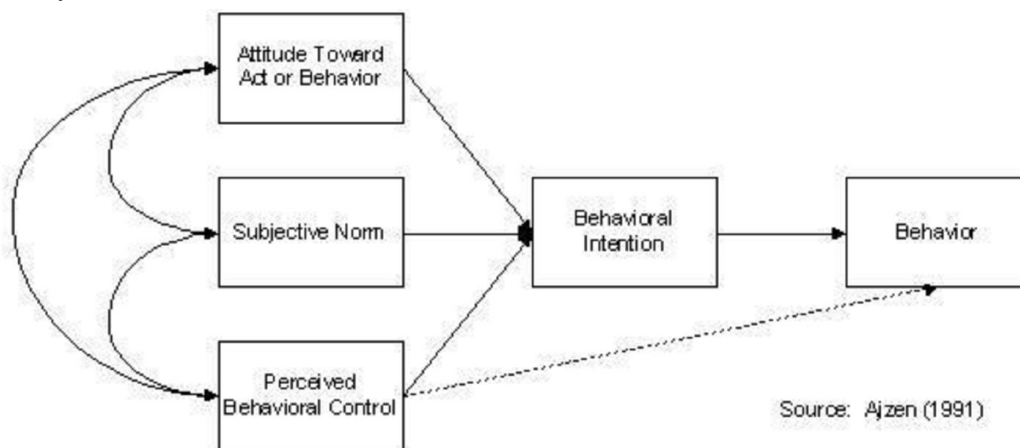 Attitude Toward
Act or Behavior
Subjective Norm
Behavioral
Intention
Behavior
Perceived
Behavioral Control
Source: Ajzen (1991)